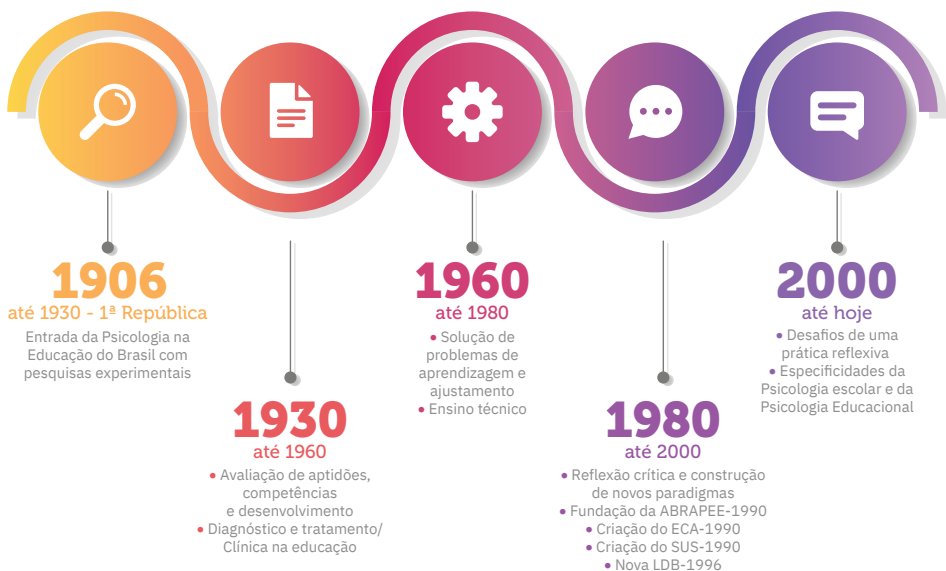 1906
até 1930 - 1ª República
Entrada da Psicologia na
Educação do Brasil com
pesquisas experimentais
1930
até 1960
• Avaliação de aptidões,
competências
e desenvolvimento
• Diagnóstico e tratamento/
Clínica na educação
1960
até 1980
• Solução de
problemas de
aprendizagem e
ajustamento
• Ensino técnico
1980
até 2000
• Reflexão crítica e construção
de novos paradigmas
• Fundação da ABRAPEE-1990
• Criação do ECA-1990
• Criação do SUS-1990
• Nova LDB-1996
2000
até hoje
• Desafios de uma
prática reflexiva
• Especificidades da
Psicologia escolar e da
Psicologia Educacional